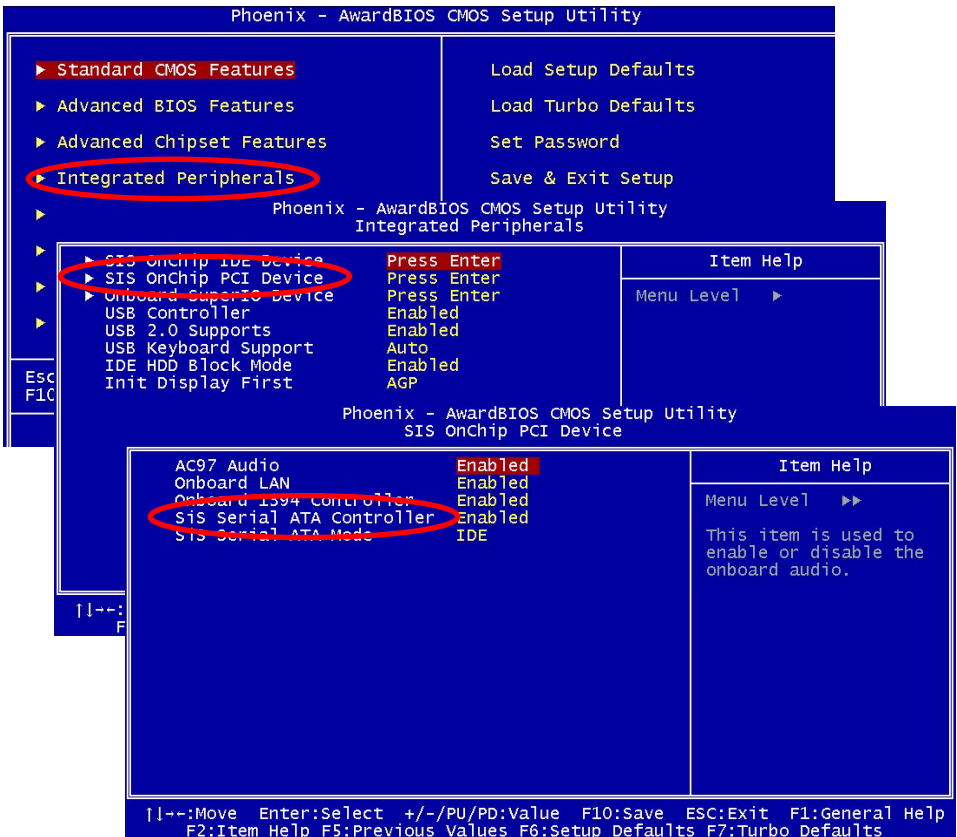 Phoenix - AwardBIOS CMOS Setup Utility
▶ Standard CMOS Features
▶ Advanced BIOS Features
▶ Advanced Chipset Features
▶ Integrated Peripherals
▶
▶
▶
▶
Load Setup Defaults
Load Turbo Defaults
Set Password
Save & Exit Setup
Esc
F10
Phoenix - AwardBIOS CMOS Setup Utility
Integrated Peripherals
▶ SIS OnChip IDE Device Press Enter
▶ SIS OnChip PCI Device Press Enter
▶ Onboard SuperIO Device Press Enter
USB Controller Enabled
USB 2.0 Supports Enabled
USB Keyboard Support Auto
IDE HDD Block Mode Enabled
Init Display First AGP
Item Help
Menu Level ▶
↑↓→←:
F
Phoenix - AwardBIOS CMOS Setup Utility
SIS OnChip PCI Device
AC97 Audio Enabled
Onboard LAN Enabled
Onboard 1394 Controller Enabled
SiS Serial ATA Controller Enabled
SiS Serial ATA Mode IDE
Item Help
Menu Level ▶▶
This item is used to
enable or disable the
onboard audio.
↑↓→←:Move Enter:Select +/-/PU/PD:Value F10:Save ESC:Exit F1:General Help
F2:Item Help F5:Previous Values F6:Setup Defaults F7:Turbo Defaults